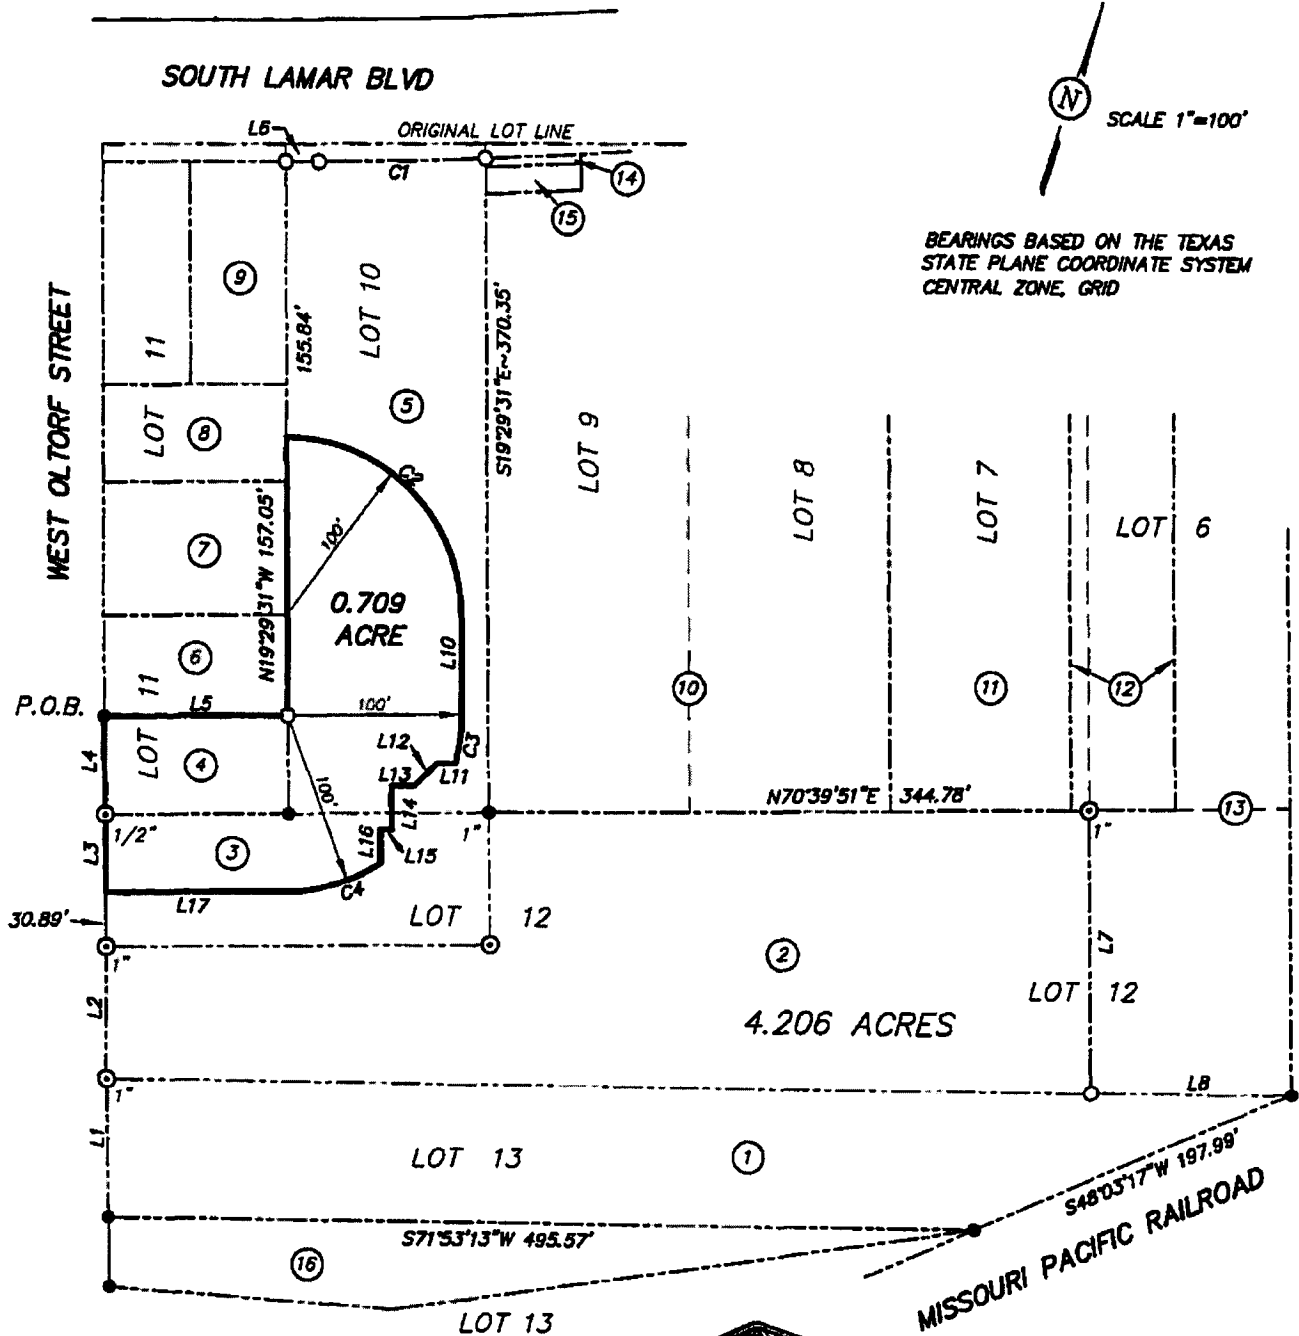 SOUTH LAMAR BLVD
N
SCALE 1"=100'
L6
ORIGINAL LOT LINE
C1
14
15
BEARINGS BASED ON THE TEXAS
STATE PLANE COORDINATE SYSTEM
CENTRAL ZONE, GRID
WEST OLTORF STREET
9
LOT 11
155.84'
LOT 10
S19°29'31"E~370.35'
5
8
LOT 9
LOT 8
LOT 7
LOT 6
C2
100'
N19°29'31"W 157.05'
7
0.709
ACRE
L10
6
P.O.B.
L5
100'
10
11
12
L4
LOT 11
4
L12
C3
L13
L11
100'
N70°39'51"E 344.78'
13
1/2"
L14
1"
1"
L3
3
L16
L15
C4
L17
30.89'
LOT 12
1"
2
L7
LOT 12
L2
4.206 ACRES
1"
L8
L1
LOT 13
1
S48°03'17"W 197.99'
S71°53'13"W 495.57'
MISSOURI PACIFIC RAILROAD
16
LOT 13